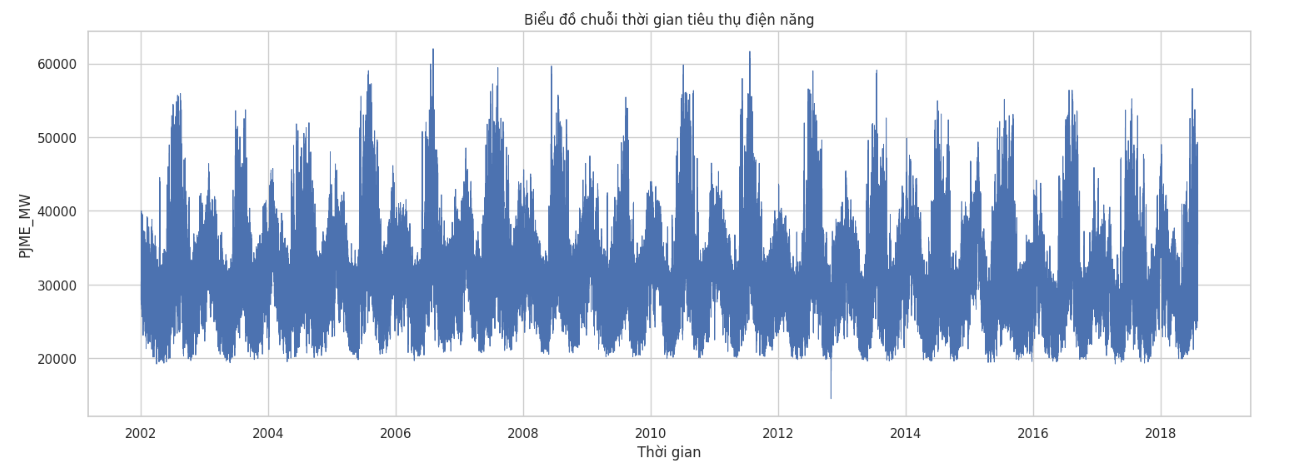 Biểu đồ chuỗi thời gian tiêu thụ điện năng
PJME_MW
60000
50000
40000
30000
20000
2002 2004 2006 2008 2010 2012 2014 2016 2018
Thời gian